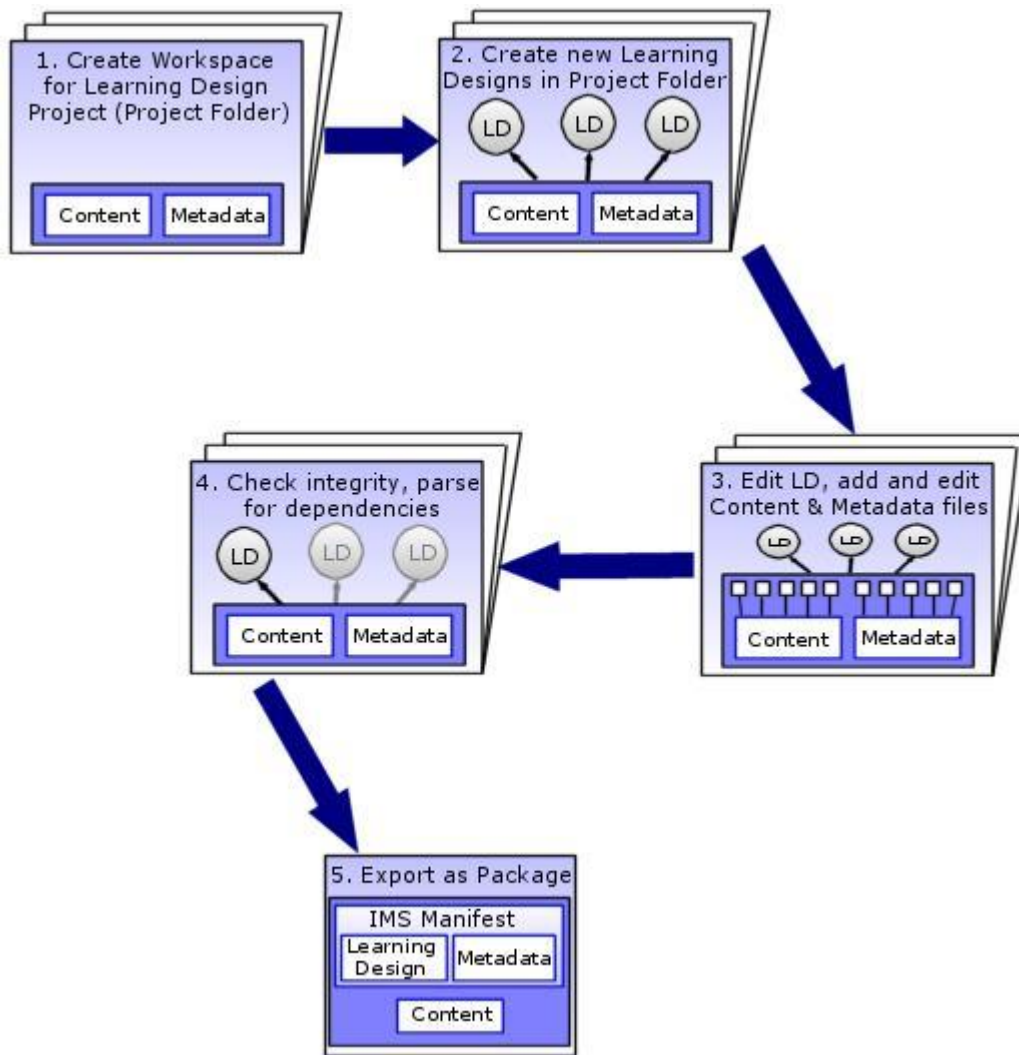 1. Create Workspace
for Learning Design
Project (Project Folder)
Content
Metadata
2. Create new Learning
Designs in Project Folder
LD
LD
LD
Content
Metadata
3. Edit LD, add and edit
Content & Metadata files
LD
LD
LD
Content
Metadata
4. Check integrity, parse
for dependencies
LD
LD
LD
Content
Metadata
5. Export as Package
IMS Manifest
Learning
Design
Metadata
Content